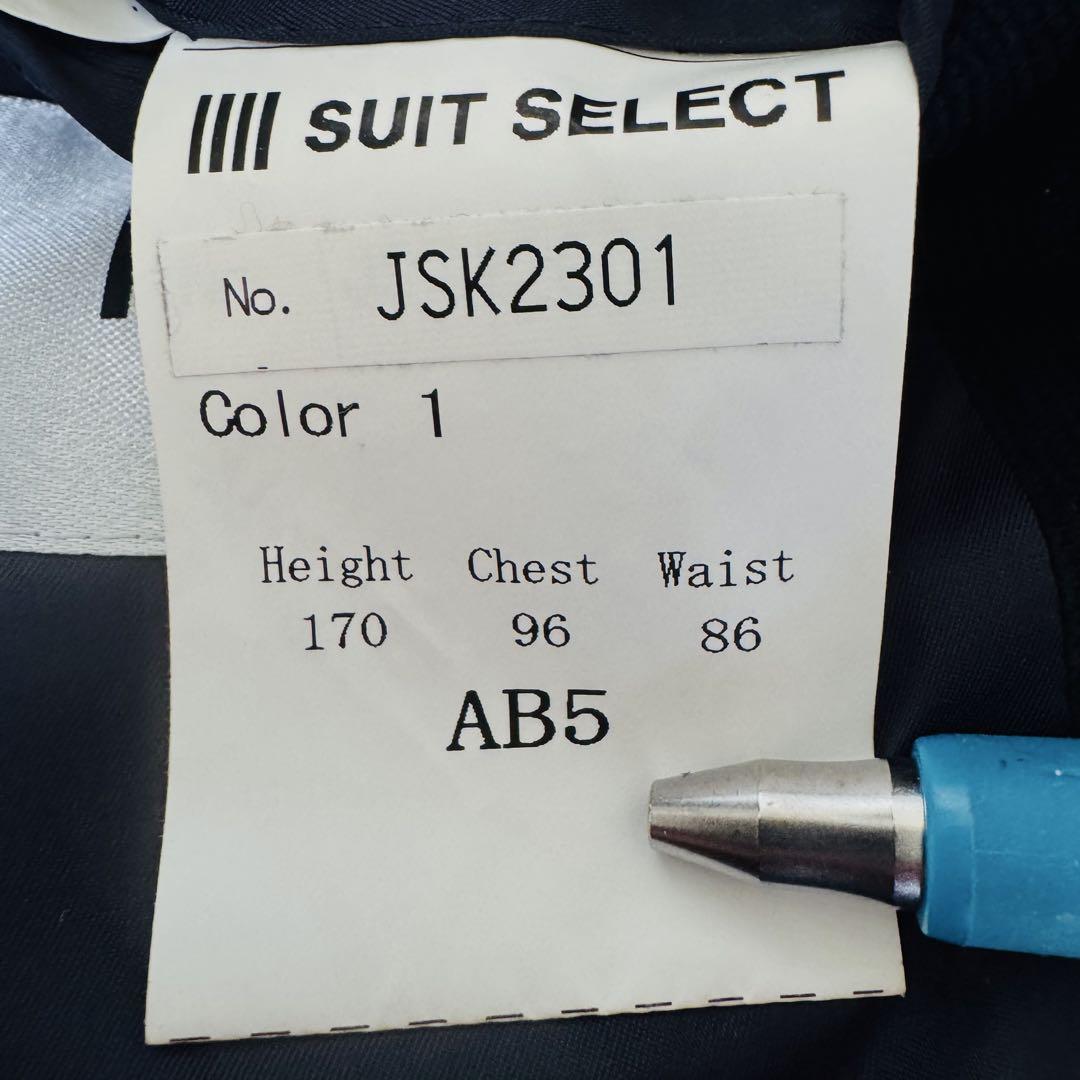 SUIT SELECT
No. JSK2301
Color 1
Height Chest Waist
170 96 86
AB5